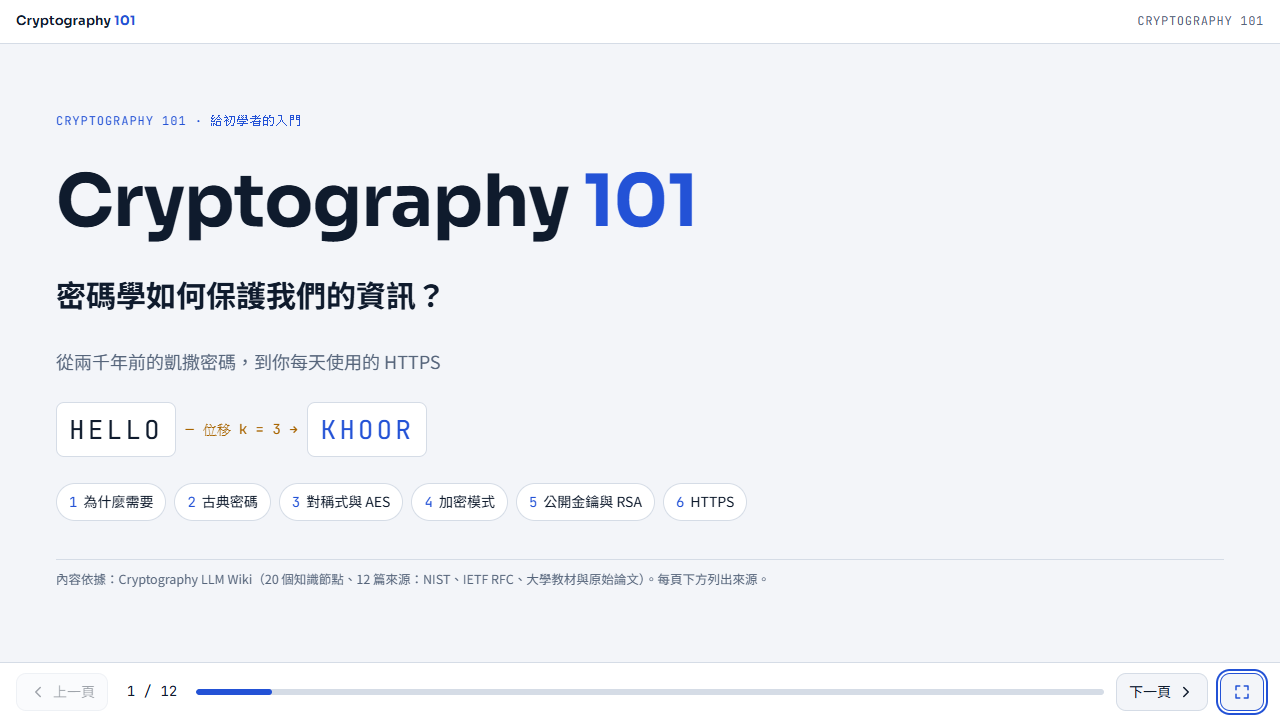 Cryptography 101
CRYPTOGRAPHY 101
CRYPTOGRAPHY 101 · 給初學者的入門
Cryptography 101
密碼學如何保護我們的資訊？
從兩千年前的凱撒密碼，到你每天使用的 HTTPS
HELLO — 位移 k = 3 → KHOOR
1 為什麼需要 2 古典密碼 3 對稱式與 AES 4 加密模式 5 公開金鑰與 RSA 6 HTTPS
內容依據：Cryptography LLM Wiki（20 個知識節點、12 篇來源：NIST、IETF RFC、大學教材與原始論文）。每頁下方列出來源。
上一頁 1 / 12 下一頁